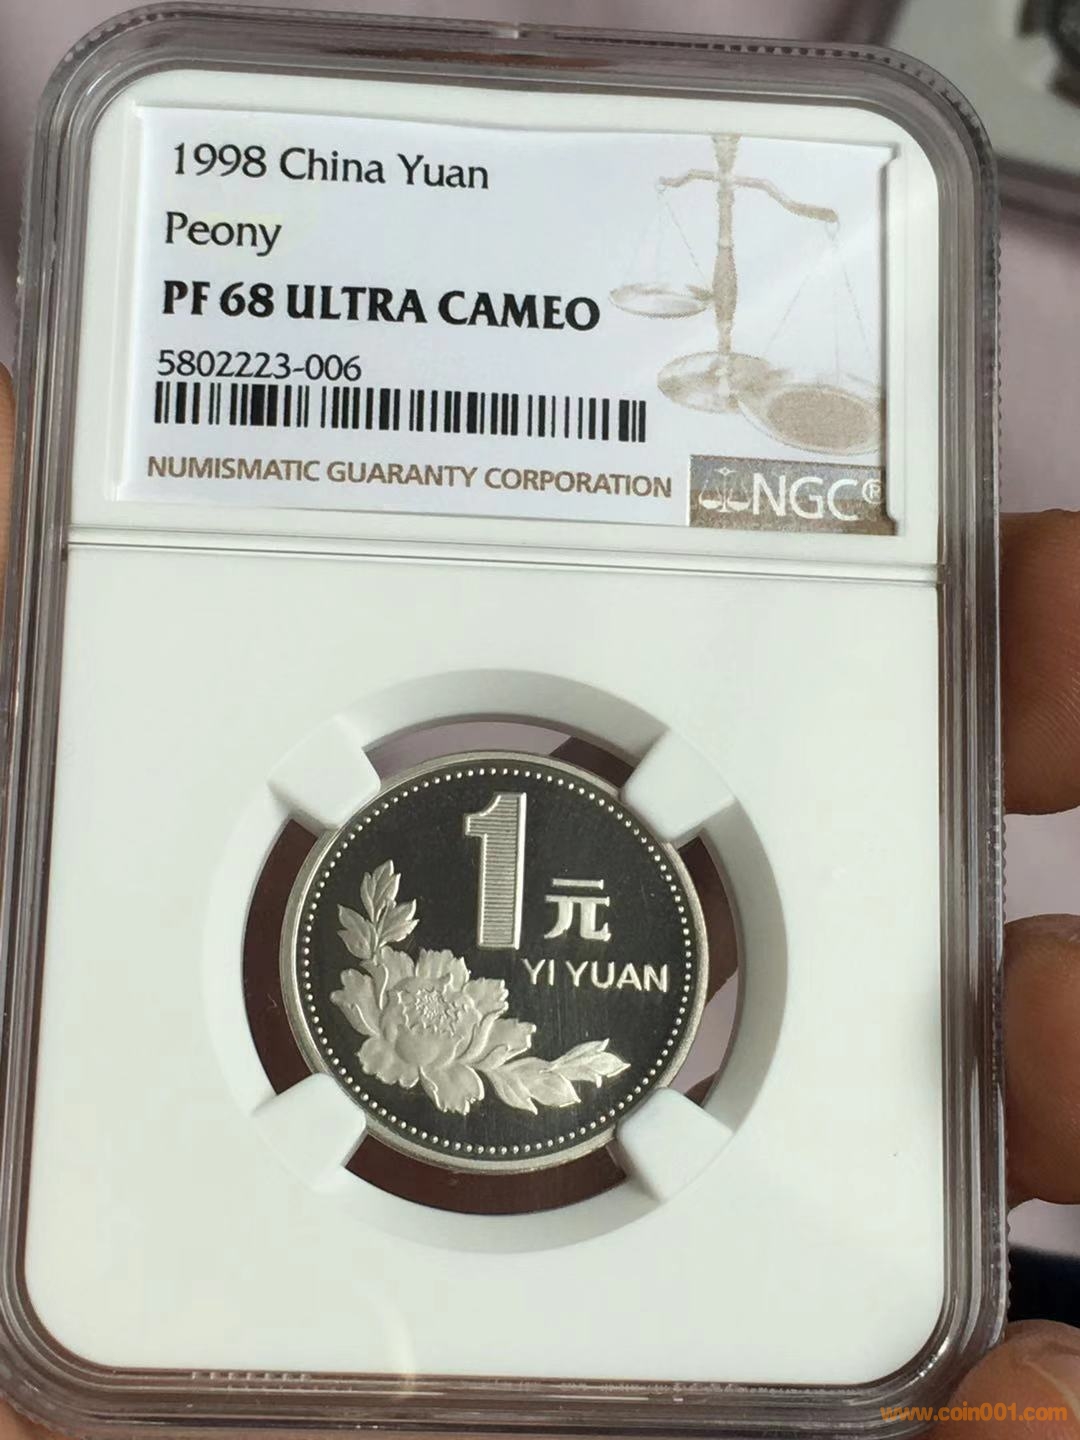 1998 China Yuan
Peony
PF 68 ULTRA CAMEO
5802223-006
NUMISMATIC GUARANTY CORPORATION
NGC®
1
元
YI YUAN
www.coin001.com